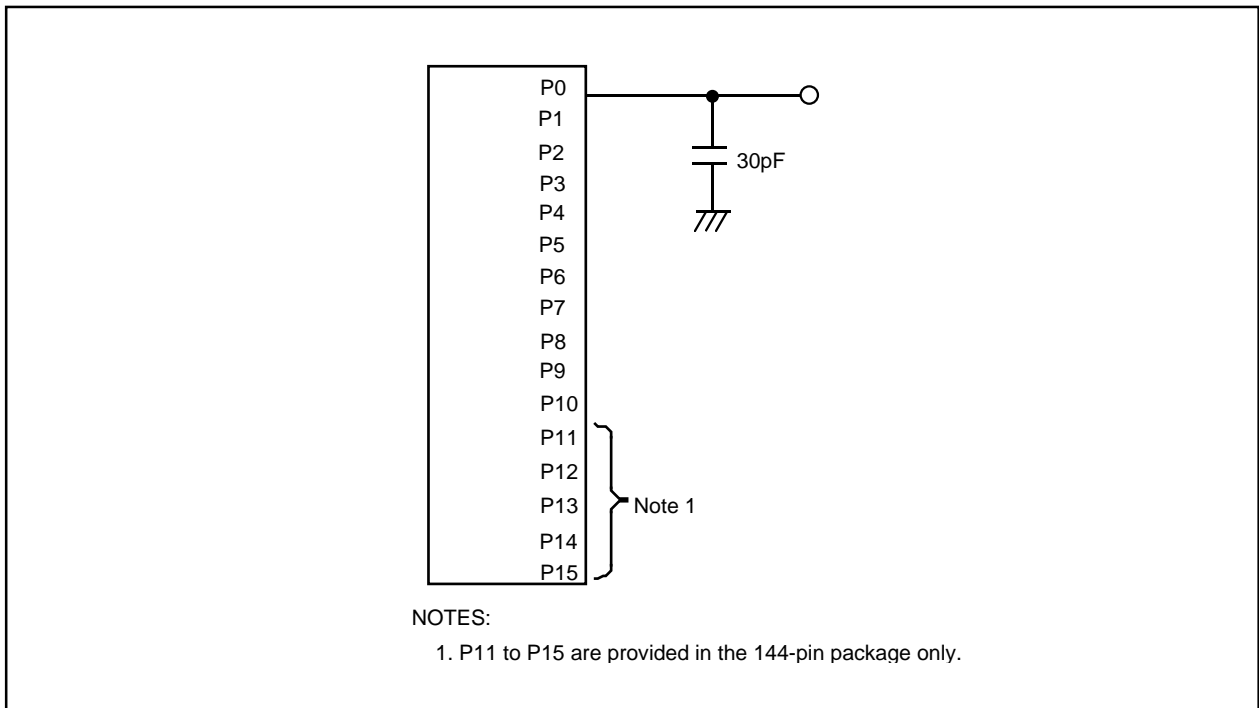 P0
P1
P2
30pF
P3
P4
P5
P6
P7
P8
P9
P10
P11
P12
P13
Note 1
P14
P15
NOTES:
1. P11 to P15 are provided in the 144-pin package only.